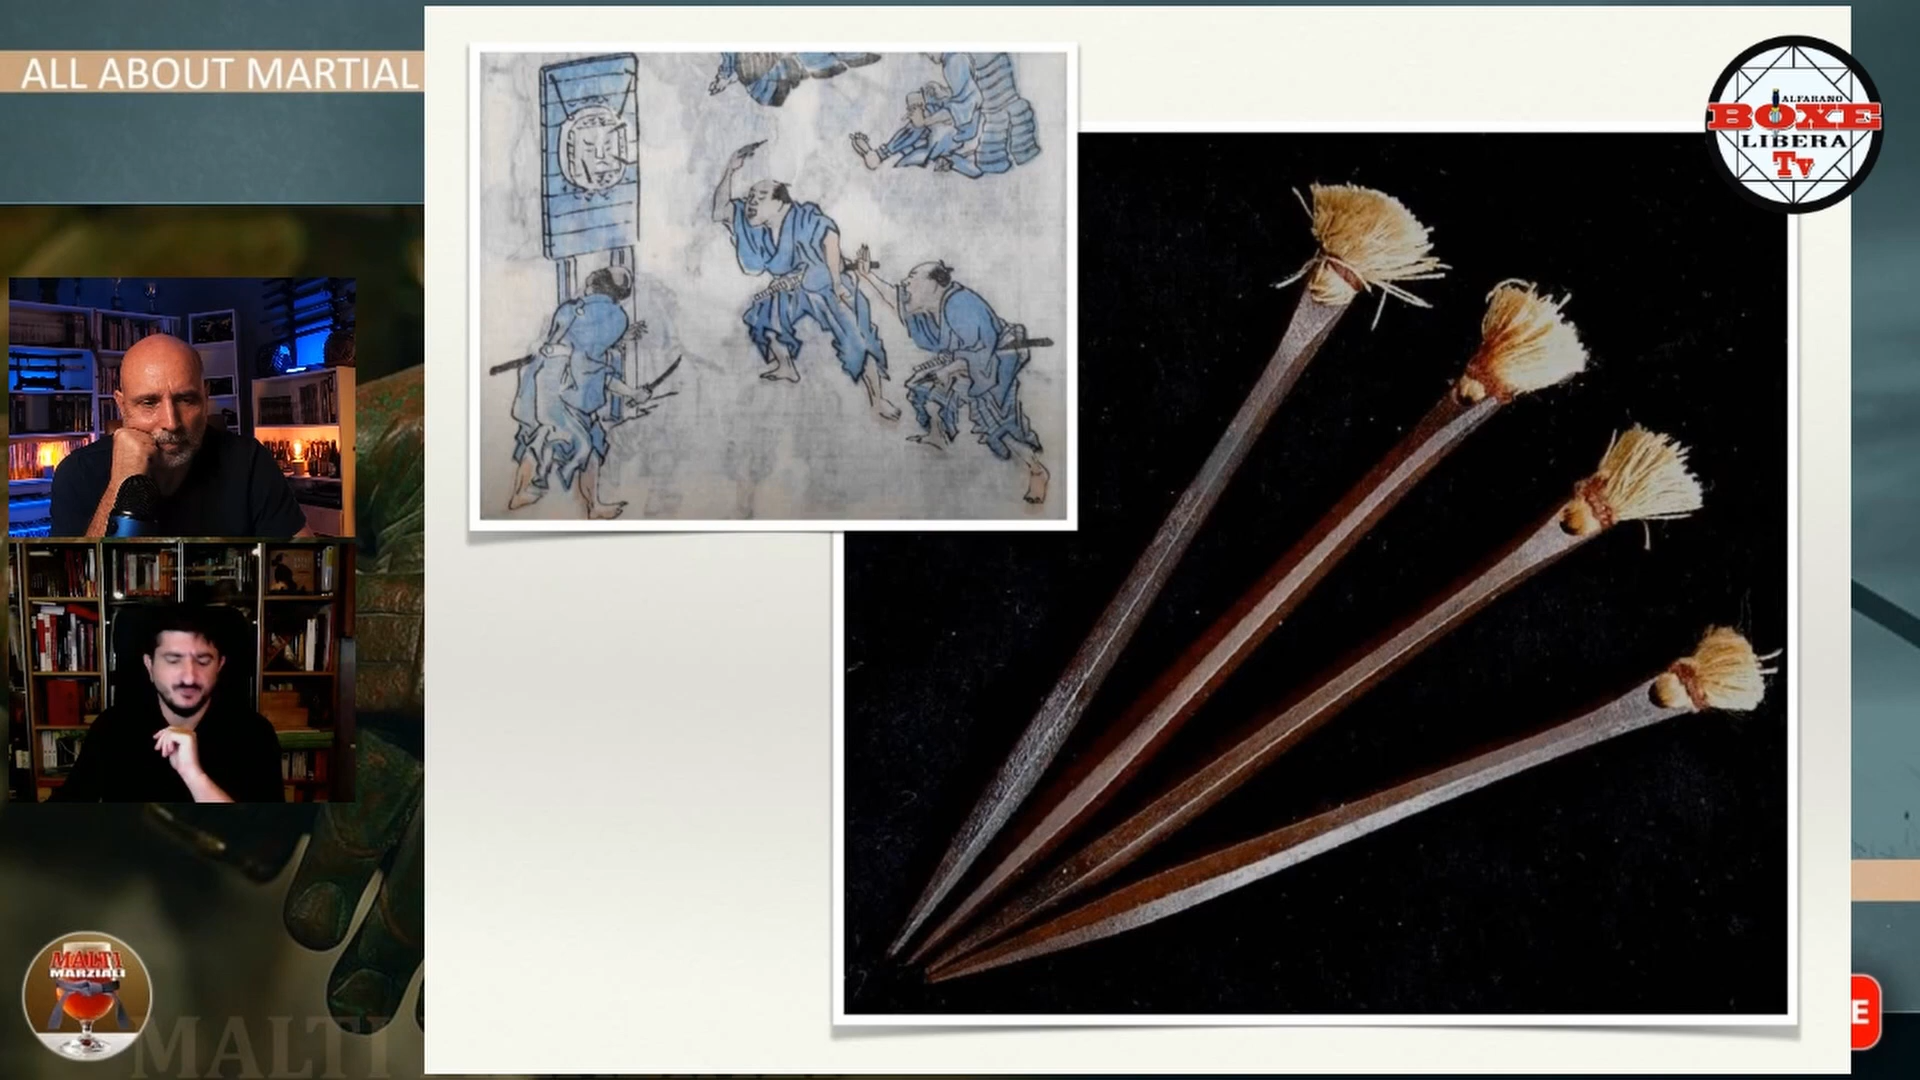 ALL ABOUT MARTIAL
ALFARANO
BOXE
LIBERA
Tv
MALTI
MARZIALI
MALTI
E